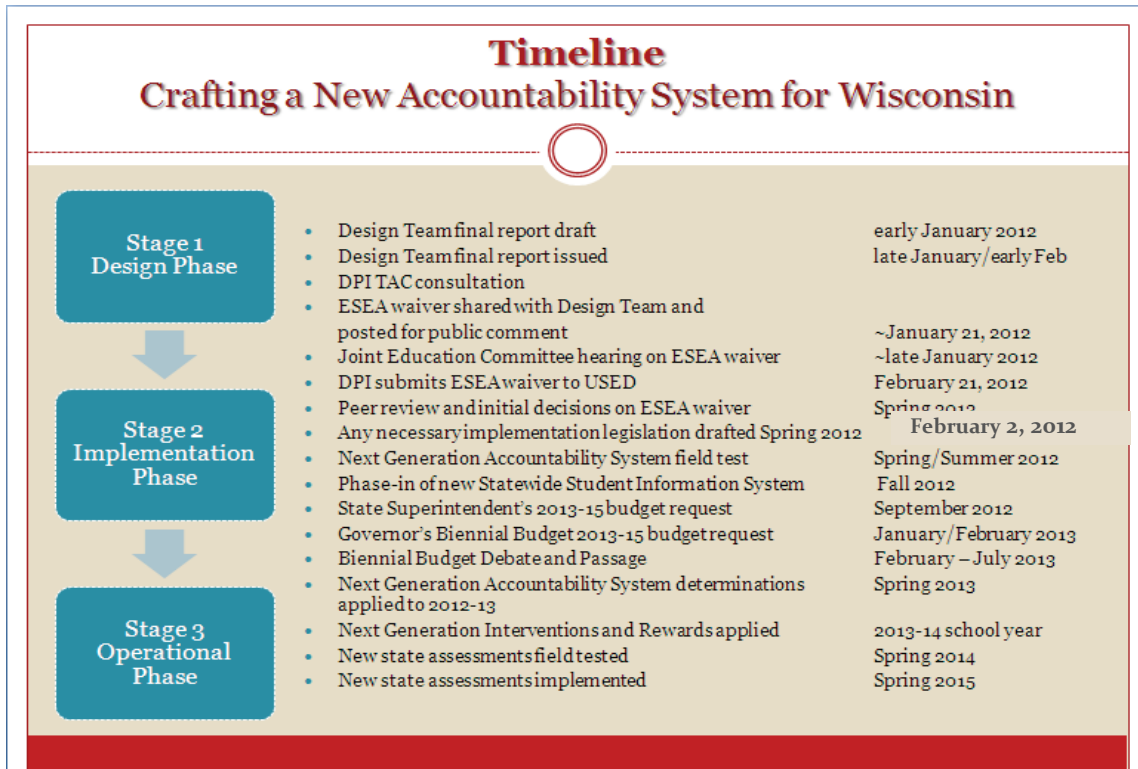 Timeline
Crafting a New Accountability System for Wisconsin
Stage 1
Design Phase
Stage 2
Implementation
Phase
Stage 3
Operational
Phase
• Design Team final report draft early January 2012
• Design Team final report issued late January/early Feb
• DPI TAC consultation
• ESEA waiver shared with Design Team and
posted for public comment ~January 21, 2012
• Joint Education Committee hearing on ESEA waiver ~late January 2012
• DPI submits ESEA waiver to USED February 21, 2012
• Peer review and initial decisions on ESEA waiver Spring 2012
• Any necessary implementation legislation drafted Spring 2012
February 2, 2012
• Next Generation Accountability System field test Spring/Summer 2012
• Phase-in of new Statewide Student Information System Fall 2012
• State Superintendent's 2013-15 budget request September 2012
• Governor's Biennial Budget 2013-15 budget request January/February 2013
• Biennial Budget Debate and Passage February – July 2013
• Next Generation Accountability System determinations Spring 2013
applied to 2012-13
• Next Generation Interventions and Rewards applied 2013-14 school year
• New state assessments field tested Spring 2014
• New state assessments implemented Spring 2015